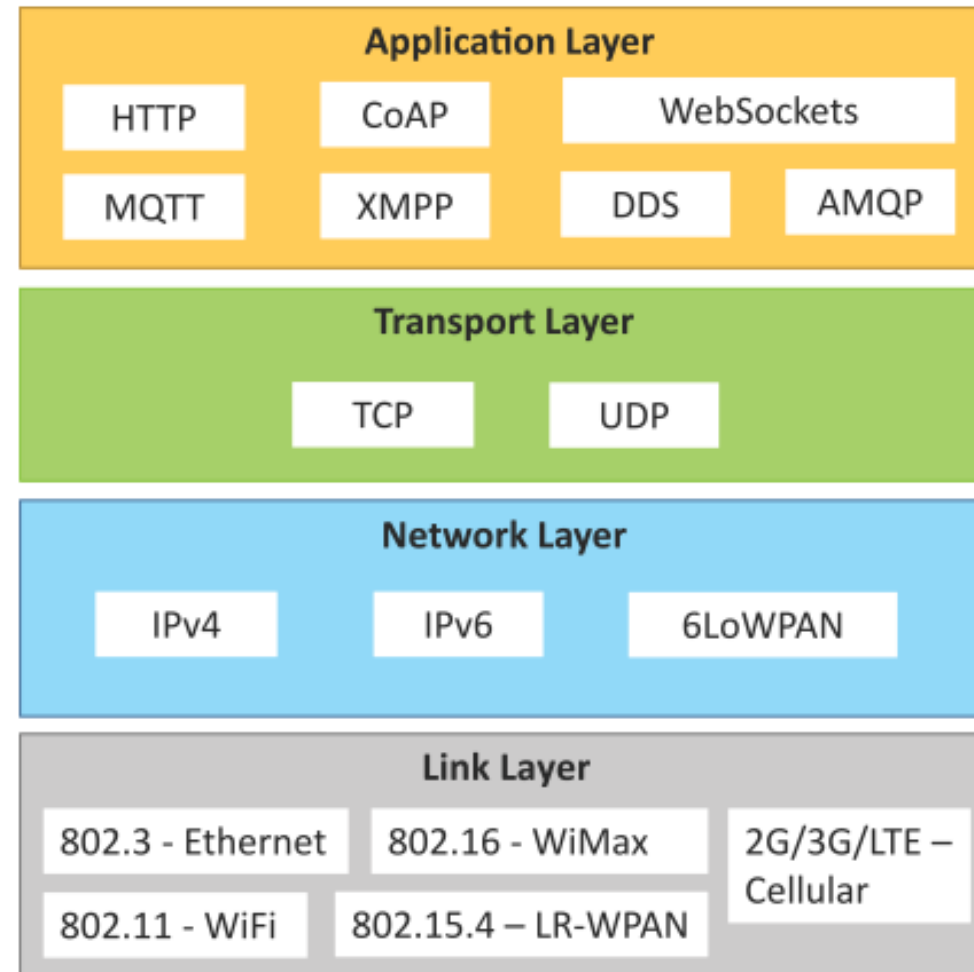 Application Layer
HTTP
CoAP
WebSockets
MQTT
XMPP
DDS
AMQP
Transport Layer
TCP
UDP
Network Layer
IPv4
IPv6
6LoWPAN
Link Layer
802.3 - Ethernet
802.16 - WiMax
2G/3G/LTE –
Cellular
802.11 - WiFi
802.15.4 – LR-WPAN